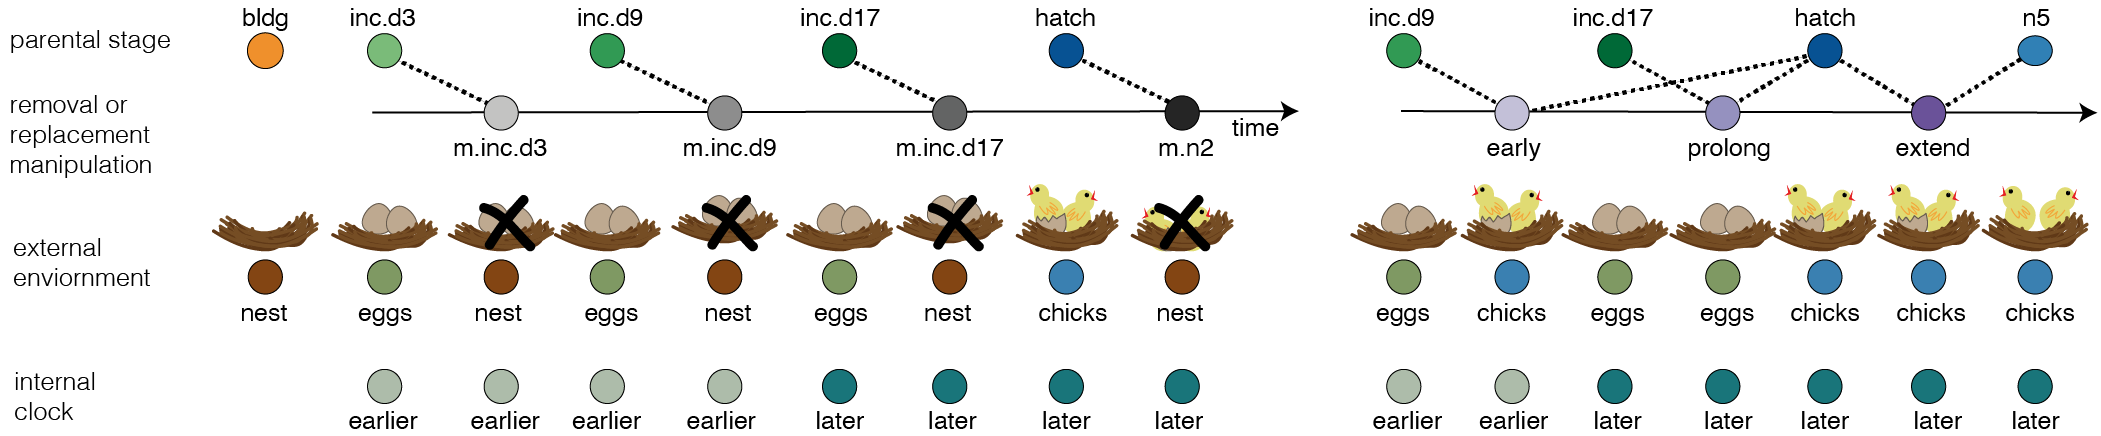 bldg inc.d3 inc.d9 inc.d17 hatch inc.d9 inc.d17 hatch n5
parental stage
removal or
replacement
manipulation
time
m.inc.d3 m.inc.d9 m.inc.d17 m.n2 early prolong extend
external
enviornment
nest eggs nest eggs nest eggs nest chicks nest eggs chicks eggs eggs chicks chicks chicks
internal
clock
earlier earlier earlier earlier later later later later earlier earlier later later later later later